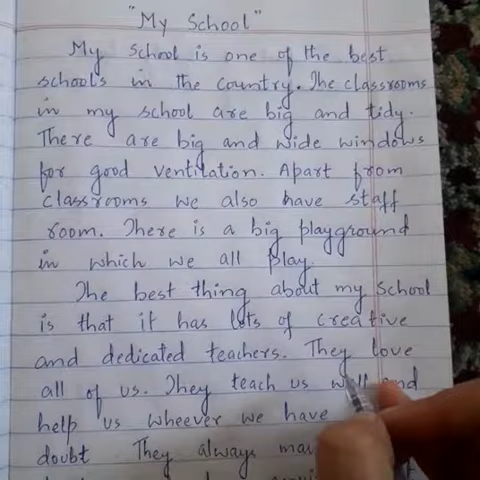 "My School"
My school is one of the best
schools in the country. The classrooms
in my school are big and tidy.
There are big and wide windows
for good ventilation. Apart from
classrooms we also have staff
room. There is a big playground
in which we all play.
The best thing about my school
is that it has lots of creative
and dedicated teachers. They love
all of us. They teach us well and
help us wheever we have
doubt They always